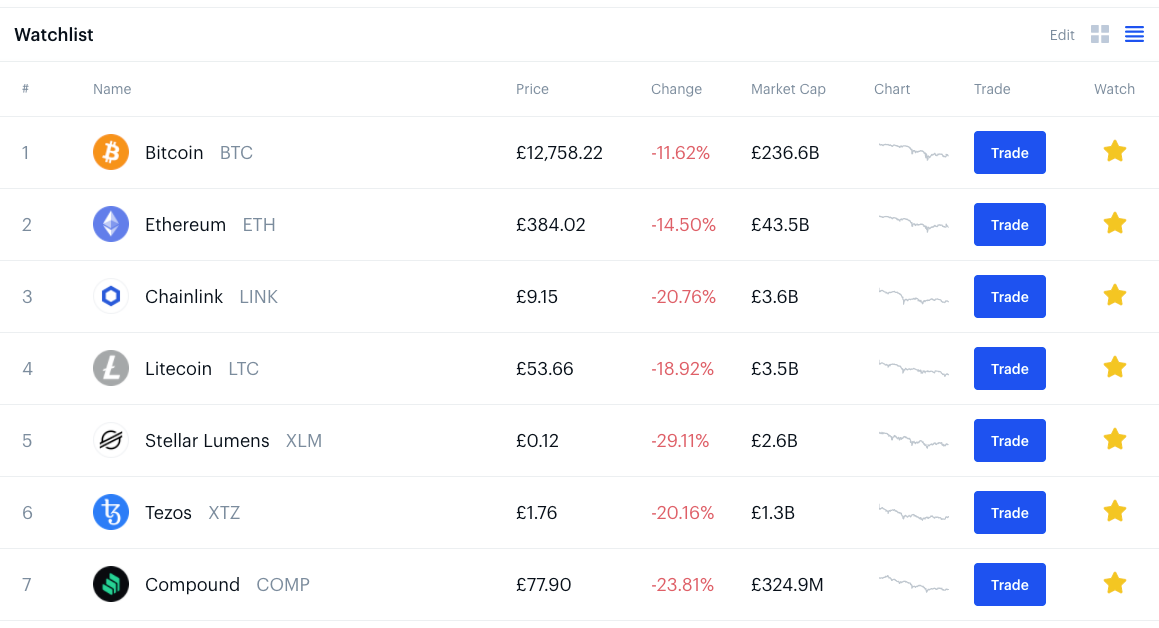 Watchlist Edit
# Name Price Change Market Cap Chart Trade Watch
1 Bitcoin BTC £12,758.22 -11.62% £236.6B Trade
2 Ethereum ETH £384.02 -14.50% £43.5B Trade
3 Chainlink LINK £9.15 -20.76% £3.6B Trade
4 Litecoin LTC £53.66 -18.92% £3.5B Trade
5 Stellar Lumens XLM £0.12 -29.11% £2.6B Trade
6 Tezos XTZ £1.76 -20.16% £1.3B Trade
7 Compound COMP £77.90 -23.81% £324.9M Trade